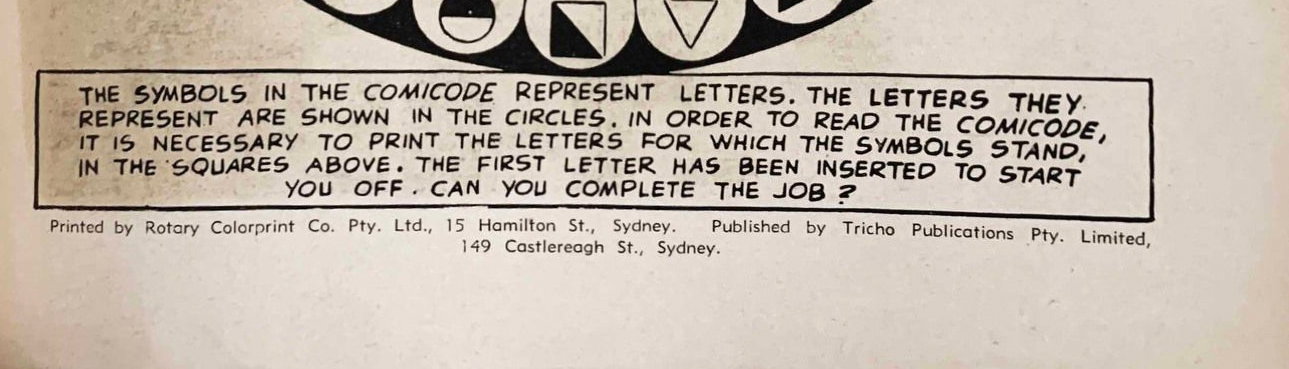 THE SYMBOLS IN THE COMICODE REPRESENT LETTERS. THE LETTERS THEY
REPRESENT ARE SHOWN IN THE CIRCLES. IN ORDER TO READ THE COMICODE,
IT IS NECESSARY TO PRINT THE LETTERS FOR WHICH THE SYMBOLS STAND,
IN THE SQUARES ABOVE. THE FIRST LETTER HAS BEEN INSERTED TO START
YOU OFF. CAN YOU COMPLETE THE JOB?
Printed by Rotary Colorprint Co. Pty. Ltd., 15 Hamilton St., Sydney. Published by Tricho Publications Pty. Limited,
149 Castlereagh St., Sydney.